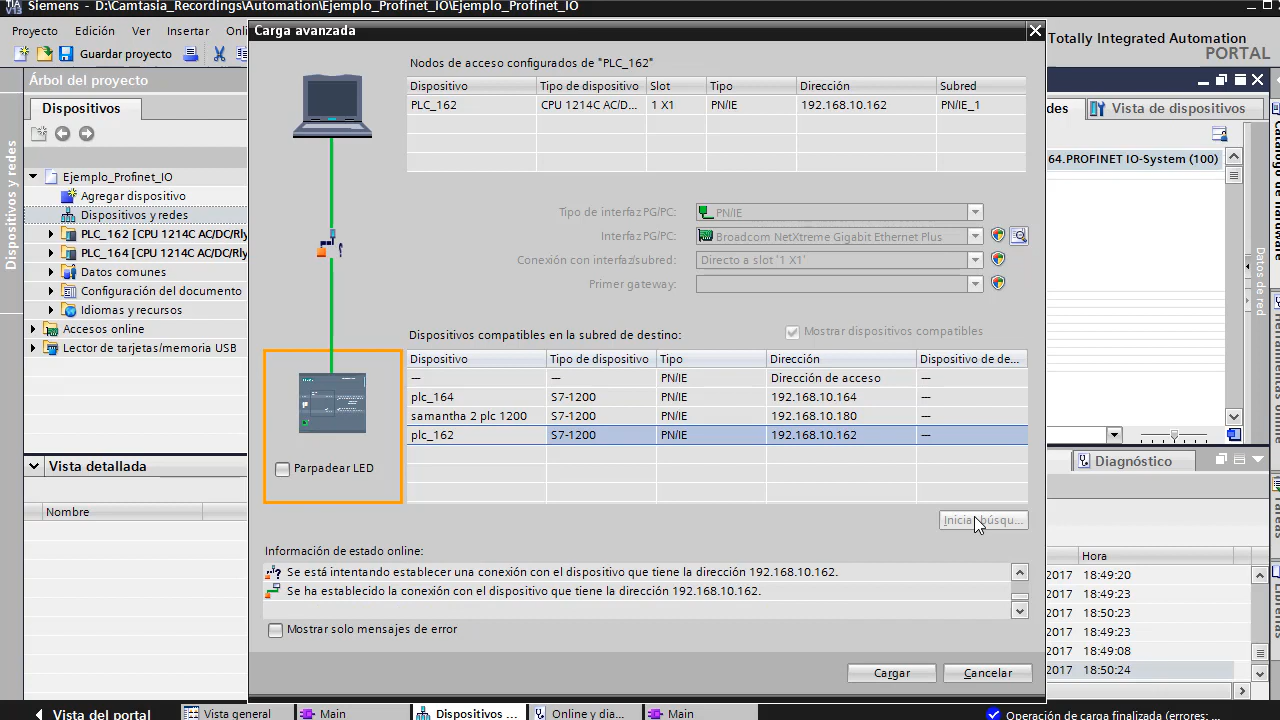 TIA
V13
Siemens - D:\Camtasia_Recordings\Automation\Ejemplo_Profinet_IO\Ejemplo_Profinet_IO
Proyecto Edición Ver Insertar Onli
Guardar proyecto
Totally Integrated Automation
PORTAL
Árbol del proyecto
Dispositivos
Dispositivos y redes
Ejemplo_Profinet_IO
Agregar dispositivo
Dispositivos y redes
PLC_162 [CPU 1214C AC/DC/Rly
PLC_164 [CPU 1214C AC/DC/Rly
Datos comunes
Configuración del documento
Idiomas y recursos
Accesos online
Lector de tarjetas/memoria USB
Vista detallada
Nombre
Carga avanzada
Nodos de acceso configurados de "PLC_162"
Dispositivo Tipo de dispositivo Slot Tipo Dirección Subred
PLC_162 CPU 1214C AC/D... 1 X1 PN/IE 192.168.10.162 PN/IE_1
Tipo de interfaz PG/PC: PN/IE
Interfaz PG/PC: Broadcom NetXtreme Gigabit Ethernet Plus
Conexión con interfaz/subred: Directo a slot '1 X1'
Primer gateway:
Dispositivos compatibles en la subred de destino: Mostrar dispositivos compatibles
Dispositivo Tipo de dispositivo Tipo Dirección Dispositivo de de...
— — PN/IE Dirección de acceso —
plc_164 S7-1200 PN/IE 192.168.10.164 —
samantha 2 plc 1200 S7-1200 PN/IE 192.168.10.180 —
plc_162 S7-1200 PN/IE 192.168.10.162 —
Parpadear LED
Iniciar búsqu...
Información de estado online:
Se está intentando establecer una conexión con el dispositivo que tiene la dirección 192.168.10.162.
Se ha establecido la conexión con el dispositivo que tiene la dirección 192.168.10.162.
Mostrar solo mensajes de error
Cargar Cancelar
des Vista de dispositivos
64.PROFINET IO-System (100)
Datos de red
Diagnóstico
Hora
2017 18:49:20
2017 18:49:23
2017 18:50:23
2017 18:49:23
2017 18:49:08
2017 18:50:24
Tareas
Librerías
Vista del portal Vista general Main Dispositivos ... Online y dia... Main
Operación de carga finalizada (errores: